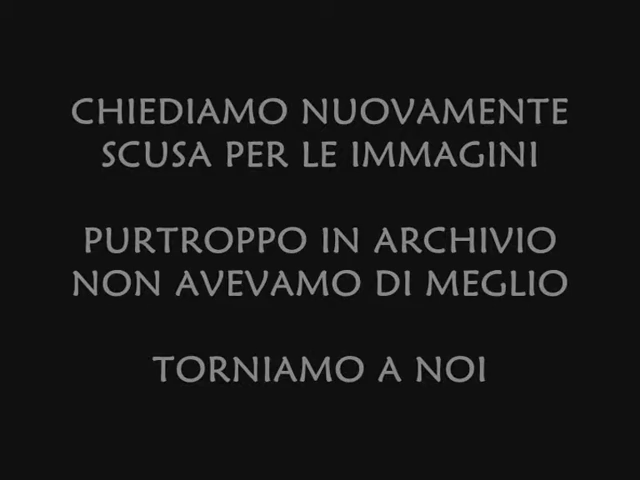 CHIEDIAMO NUOVAMENTE
SCUSA PER LE IMMAGINI
PURTROPPO IN ARCHIVIO
NON AVEVAMO DI MEGLIO
TORNIAMO A NOI